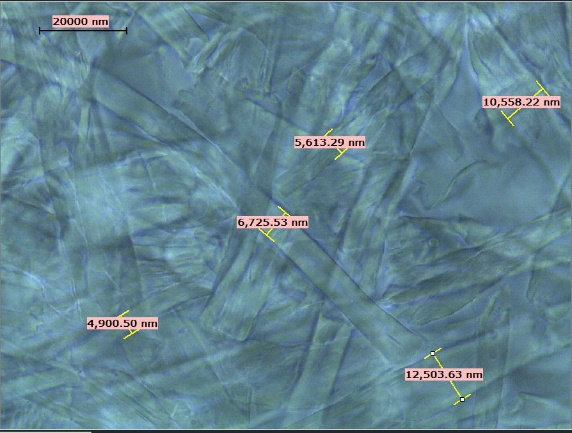 20000 nm
10,558.22 nm
5,613.29 nm
6,725.53 nm
4,900.50 nm
12,503.63 nm